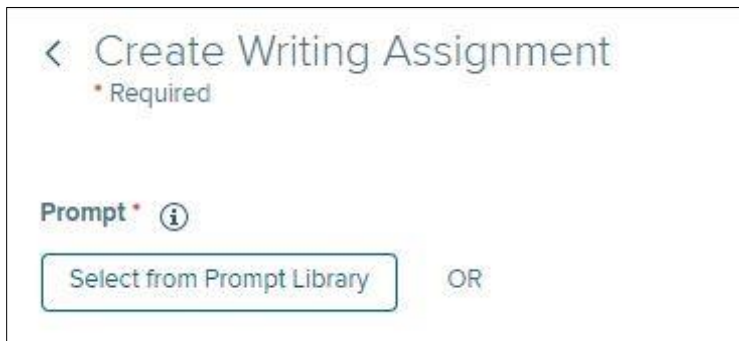 Create Writing Assignment
* Required
Prompt *
Select from Prompt Library OR